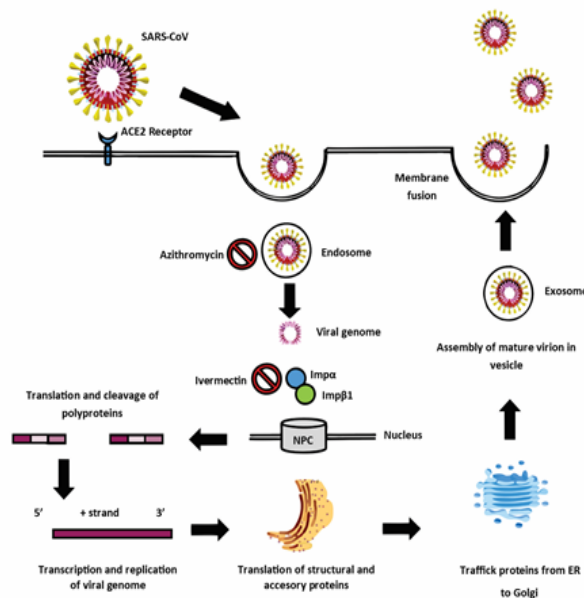 SARS-CoV
ACE2 Receptor
Membrane
fusion
Azithromycin
Endosome
Exosome
Viral genome
Assembly of mature virion in
vesicle
Ivermectin
Impα
Impβ1
Translation and cleavage of
polyproteins
NPC
Nucleus
5’
+ strand
3’
Transcription and replication
of viral genome
Translation of structural and
accesory proteins
Traffick proteins from ER
to Golgi